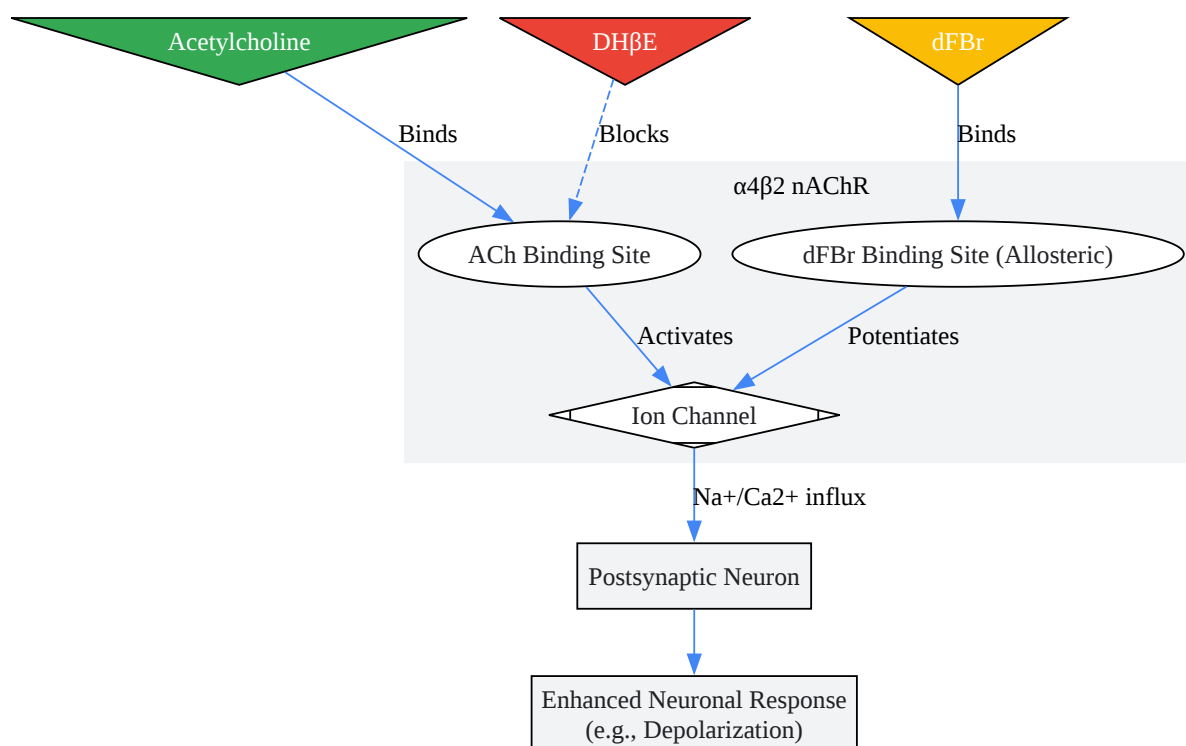 Acetylcholine
DHβE
dFBr
Binds
Blocks
Binds
α4β2 nAChR
ACh Binding Site
dFBr Binding Site (Allosteric)
Activates
Potentiates
Ion Channel
Na+/Ca2+ influx
Postsynaptic Neuron
Enhanced Neuronal Response
(e.g., Depolarization)